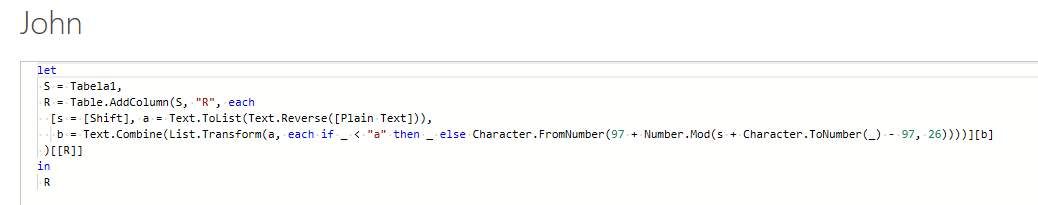 John
let
S = Tabela1,
R = Table.AddColumn(S, "R", each
[s = [Shift], a = Text.ToList(Text.Reverse([Plain Text])),
b = Text.Combine(List.Transform(a, each if _ < "a" then _ else Character.FromNumber(97 + Number.Mod(s + Character.ToNumber(_) - 97, 26))))][b]
)[[R]]
in
R